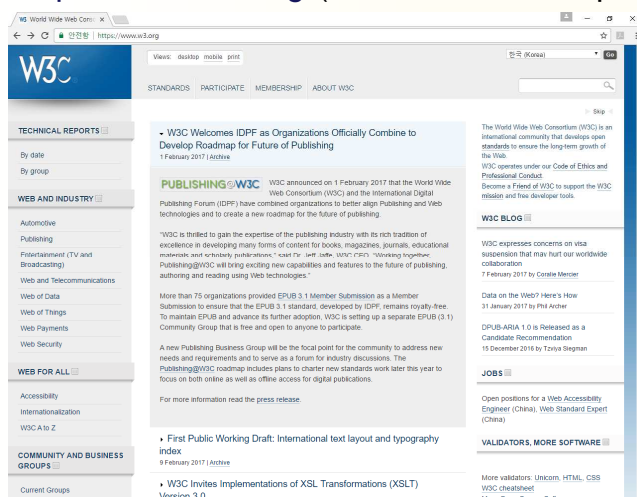 W3 World Wide Web Conso
안전함 https://www.w3.org
W3C
Views: desktop mobile print
한국 (Korea)
Go
STANDARDS PARTICIPATE MEMBERSHIP ABOUT W3C
Skip
TECHNICAL REPORTS
By date
By group
WEB AND INDUSTRY
Automotive
Publishing
Entertainment (TV and
Broadcasting)
Web and Telecommunications
Web of Data
Web of Things
Web Payments
Web Security
WEB FOR ALL
Accessibility
Internationalization
W3C A to Z
COMMUNITY AND BUSINESS
GROUPS
Current Groups
W3C Welcomes IDPF as Organizations Officially Combine to
Develop Roadmap for Future of Publishing
1 February 2017 | Archive
PUBLISHING@W3C
W3C announced on 1 February 2017 that the World Wide
Web Consortium (W3C) and the International Digital
Publishing Forum (IDPF) have combined organizations to better align Publishing and Web
technologies and to create a new roadmap for the future of publishing.
“W3C is thrilled to gain the expertise of the publishing industry with its rich tradition of
excellence in developing many forms of content for books, magazines, journals, educational
materials and scholarly publications,” said Dr. Jeff Jaffe, W3C CEO. “Working together,
Publishing@W3C will bring exciting new capabilities and features to the future of publishing,
authoring and reading using Web technologies.”
More than 75 organizations provided EPUB 3.1 Member Submission as a Member
Submission to ensure that the EPUB 3.1 standard, developed by IDPF, remains royalty-free.
To maintain EPUB and advance its further adoption, W3C is setting up a separate EPUB (3.1)
Community Group that is free and open to anyone to participate.
A new Publishing Business Group will be the focal point for the community to address new
needs and requirements and to serve as a forum for industry discussions. The
Publishing@W3C roadmap includes plans to charter new standards work later this year to
focus on both online as well as offline access for digital publications.
For more information read the press release.
First Public Working Draft: International text layout and typography
index
9 February 2017 | Archive
W3C Invites Implementations of XSL Transformations (XSLT)
Version 3.0
The World Wide Web Consortium (W3C) is an
international community that develops open
standards to ensure the long-term growth of
the Web.
W3C operates under our Code of Ethics and
Professional Conduct.
Become a Friend of W3C to support the W3C
mission and free developer tools.
W3C BLOG
W3C expresses concerns on visa
suspension that may hurt our worldwide
collaboration
7 February 2017 by Coralie Mercier
Data on the Web? Here's How
31 January 2017 by Phil Archer
DPUB-ARIA 1.0 is Released as a
Candidate Recommendation
15 December 2016 by Tzviya Siegman
JOBS
Open positions for a Web Accessibility
Engineer (China), Web Standard Expert
(China)
VALIDATORS, MORE SOFTWARE
More validators: Unicorn, HTML, CSS
W3C cheatsheet